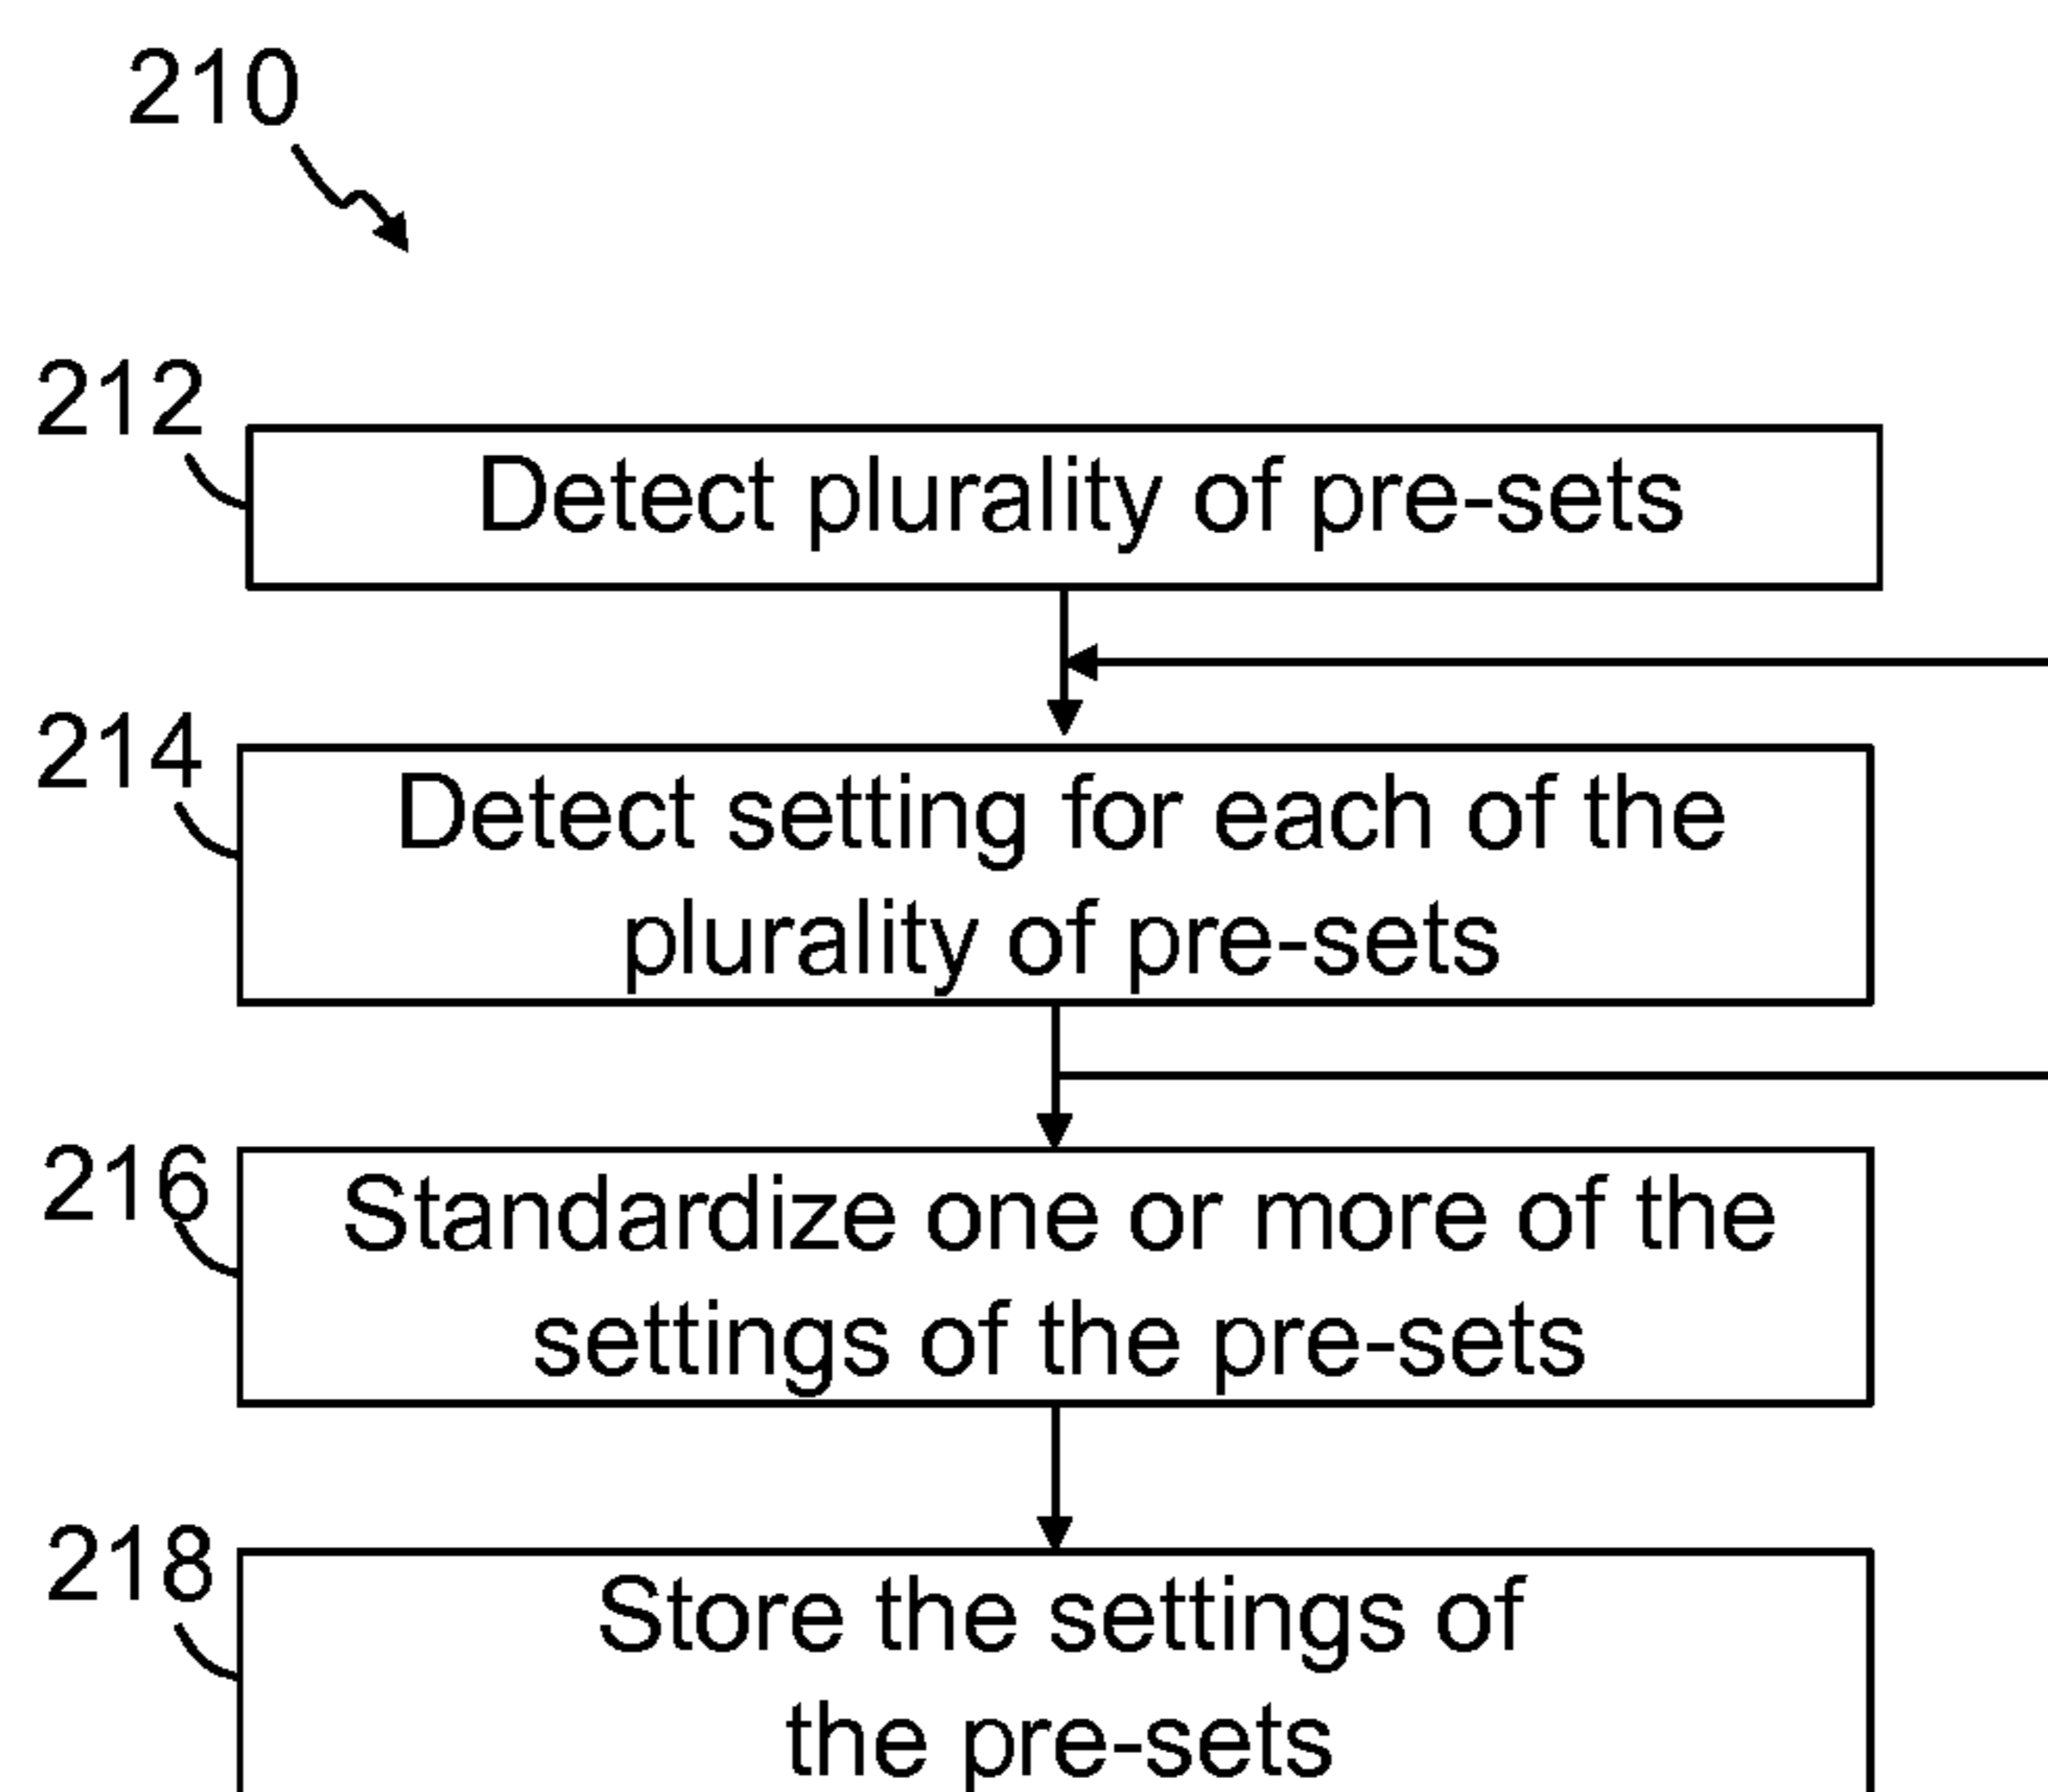 210
212
Detect plurality of pre-sets
214
Detect setting for each of the
plurality of pre-sets
216
Standardize one or more of the
settings of the pre-sets
218
Store the settings of
the pre-sets